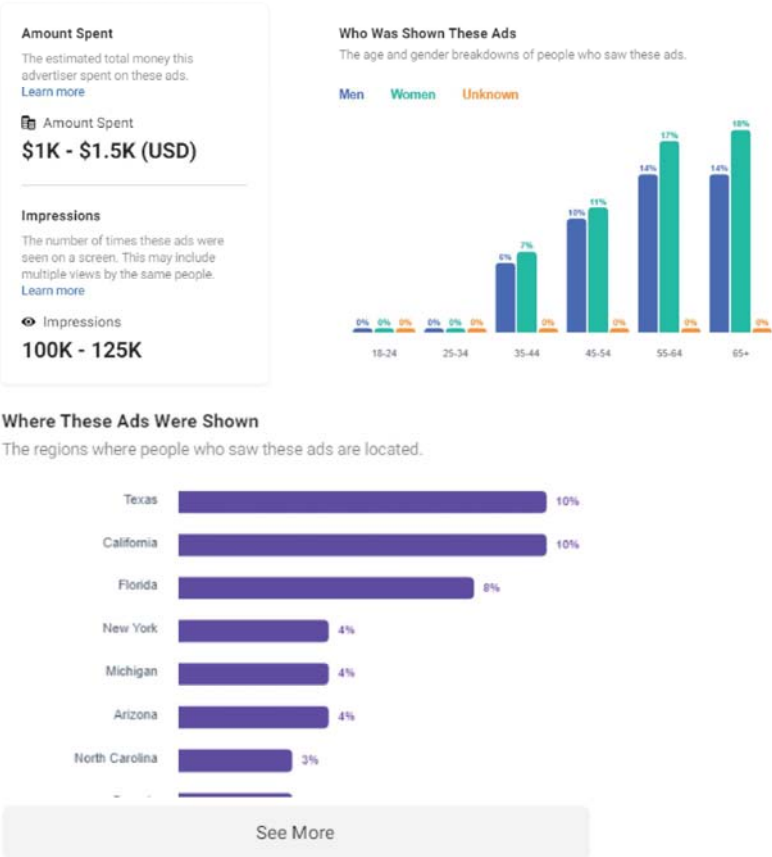 Amount Spent
The estimated total money this
advertiser spent on these ads.
Learn more
Amount Spent
$1K - $1.5K (USD)
Impressions
The number of times these ads were
seen on a screen. This may include
multiple views by the same people.
Learn more
Impressions
100K - 125K
Who Was Shown These Ads
The age and gender breakdowns of people who saw these ads.
Men Women Unknown
0% 0% 0% 0% 0% 0% 6% 7% 0% 10% 11% 0% 14% 17% 0% 14% 18% 0%
18-24 25-34 35-44 45-54 55-64 65+
Where These Ads Were Shown
The regions where people who saw these ads are located.
Texas 10%
California 10%
Florida 8%
New York 4%
Michigan 4%
Arizona 4%
North Carolina 3%
See More